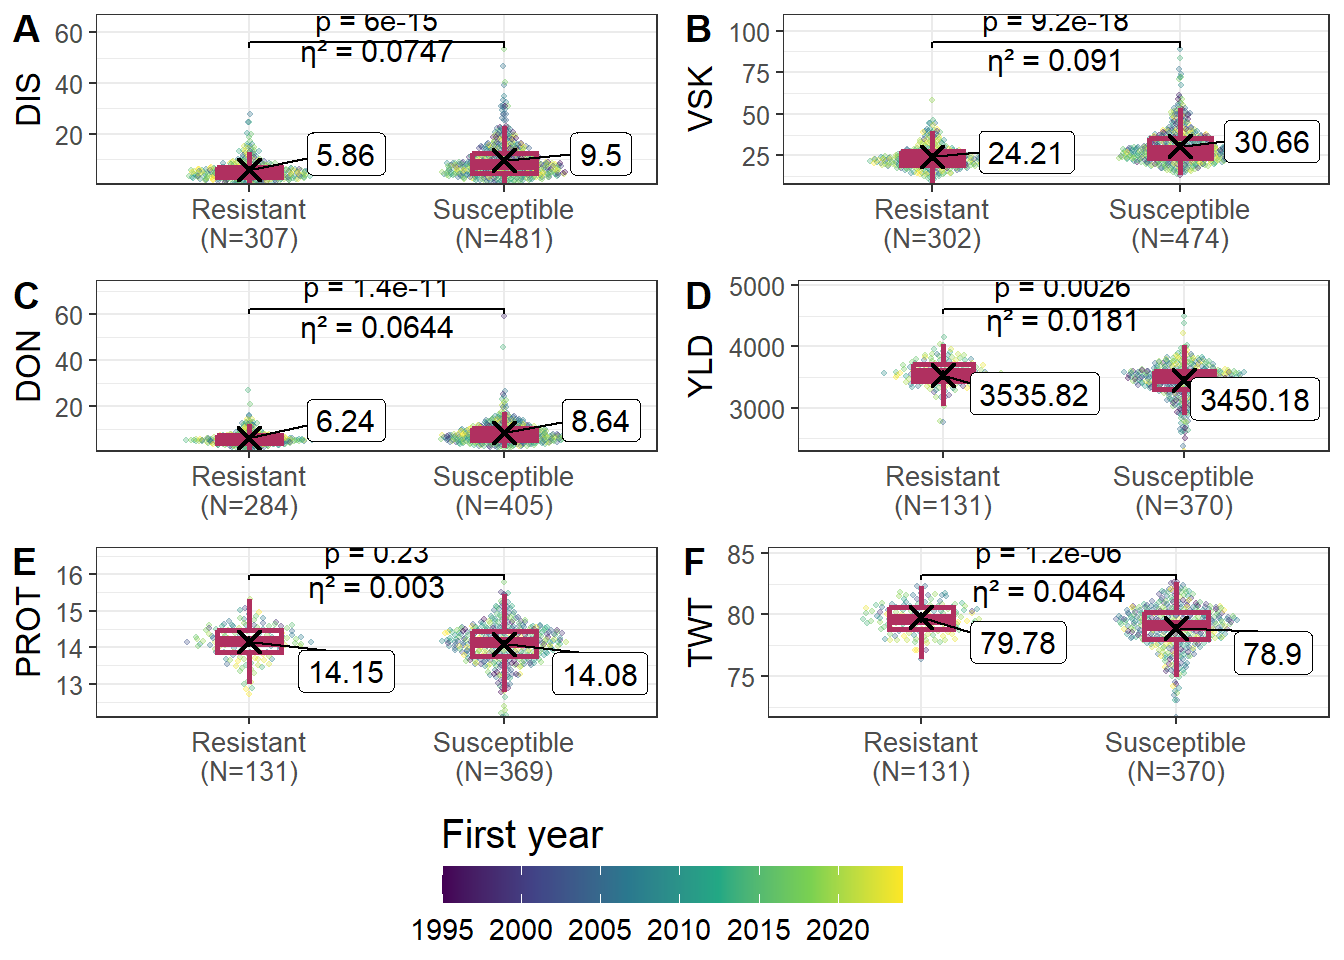 A
DIS
60
40
20
p = 6e-15
η² = 0.0747
5.86
9.5
Resistant
(N=307)
Susceptible
(N=481)
B
VSK
100
75
50
25
p = 9.2e-18
η² = 0.091
24.21
30.66
Resistant
(N=302)
Susceptible
(N=474)
C
DON
60
40
20
p = 1.4e-11
η² = 0.0644
6.24
8.64
Resistant
(N=284)
Susceptible
(N=405)
D
YLD
5000
4000
3000
p = 0.0026
η² = 0.0181
3535.82
3450.18
Resistant
(N=131)
Susceptible
(N=370)
E
PROT
16
15
14
13
p = 0.23
η² = 0.003
14.15
14.08
Resistant
(N=131)
Susceptible
(N=369)
F
TWT
85
80
75
p = 1.2e-06
η² = 0.0464
79.78
78.9
Resistant
(N=131)
Susceptible
(N=370)
First year
1995 2000 2005 2010 2015 2020